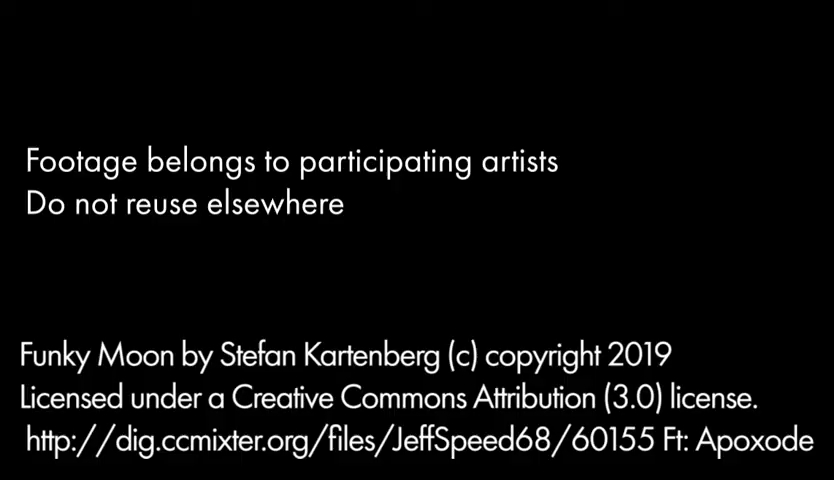 Footage belongs to participating artists
Do not reuse elsewhere
Funky Moon by Stefan Kartenberg (c) copyright 2019
Licensed under a Creative Commons Attribution (3.0) license.
http://dig.ccmixter.org/files/JeffSpeed68/60155 Ft: Apoxode